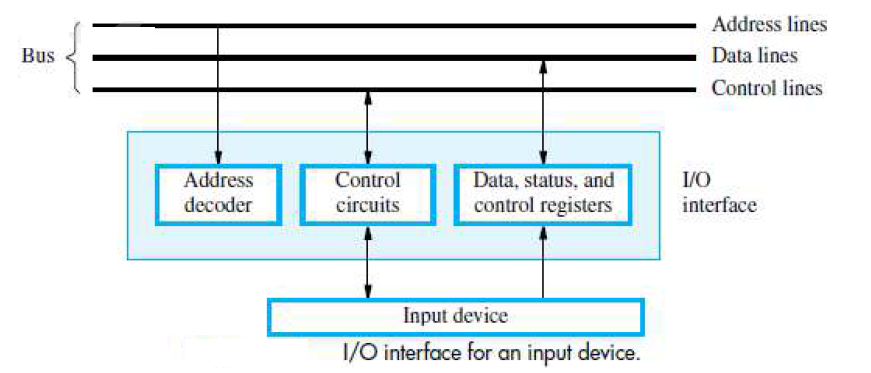 Address lines
Bus
Data lines
Control lines
Address
decoder
Control
circuits
Data, status, and
control registers
I/O
interface
Input device
I/O interface for an input device.